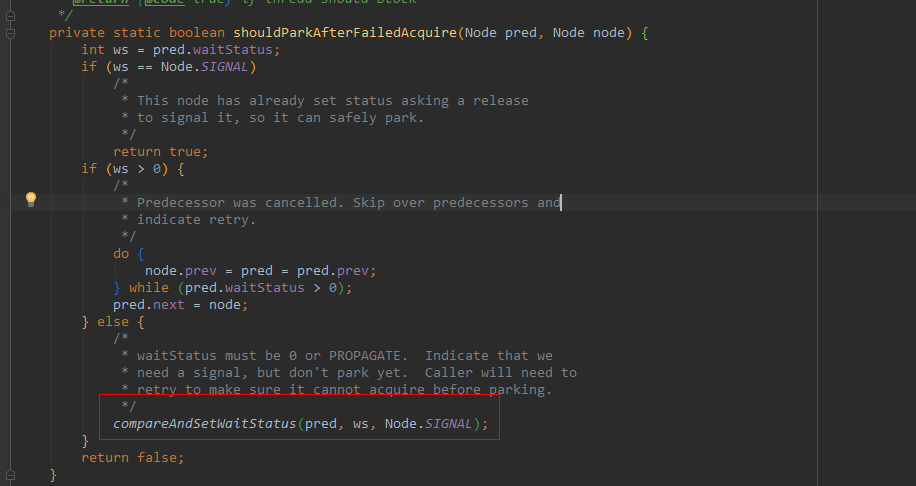 @return {@code true} if thread should block
*/
private static boolean shouldParkAfterFailedAcquire(Node pred, Node node) {
int ws = pred.waitStatus;
if (ws == Node.SIGNAL)
/*
* This node has already set status asking a release
* to signal it, so it can safely park.
*/
return true;
if (ws > 0) {
/*
* Predecessor was cancelled. Skip over predecessors and
* indicate retry.
*/
do {
node.prev = pred = pred.prev;
} while (pred.waitStatus > 0);
pred.next = node;
} else {
/*
* waitStatus must be 0 or PROPAGATE.  Indicate that we
* need a signal, but don't park yet.  Caller will need to
* retry to make sure it cannot acquire before parking.
*/
compareAndSetWaitStatus(pred, ws, Node.SIGNAL);
}
return false;
}